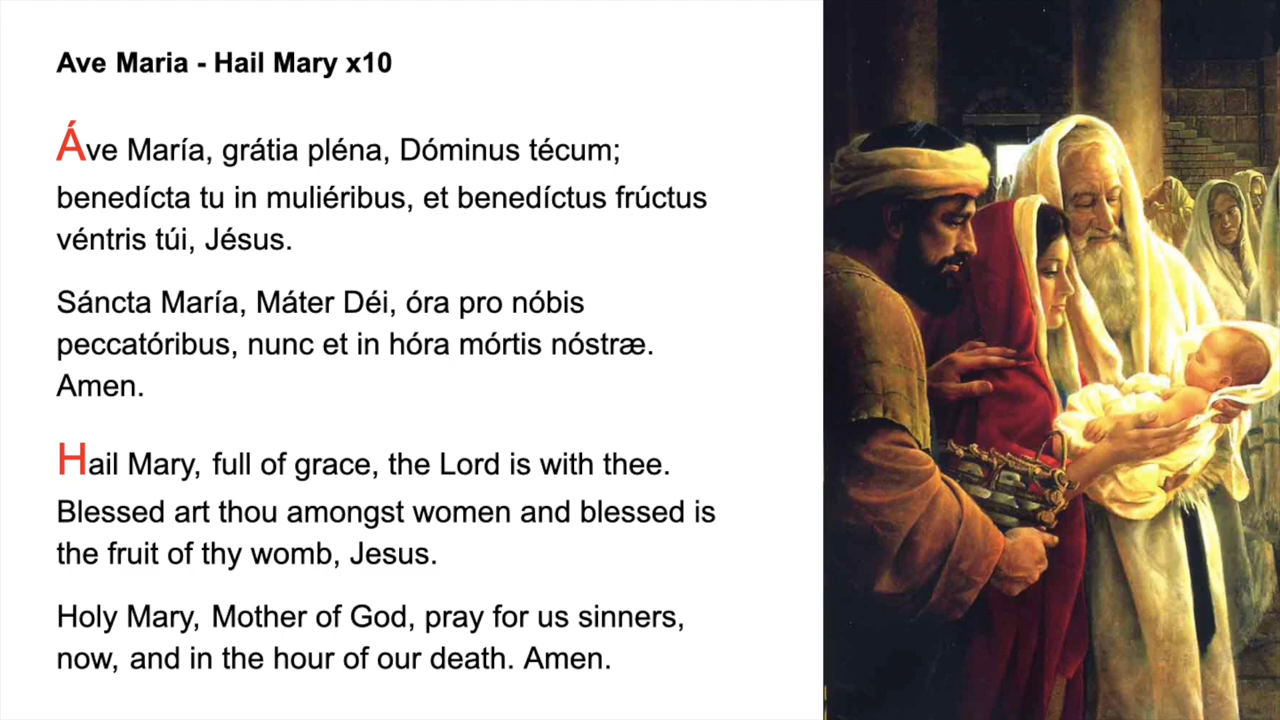 Ave Maria - Hail Mary x10
Áve María, grátia pléna, Dóminus técum;
benedícta tu in muliéribus, et benedíctus frúctus
véntris túi, Jésus.
Sáncta María, Máter Déi, óra pro nóbis
peccatóribus, nunc et in hóra mórtis nóstræ.
Amen.
Hail Mary, full of grace, the Lord is with thee.
Blessed art thou amongst women and blessed is
the fruit of thy womb, Jesus.
Holy Mary, Mother of God, pray for us sinners,
now, and in the hour of our death. Amen.